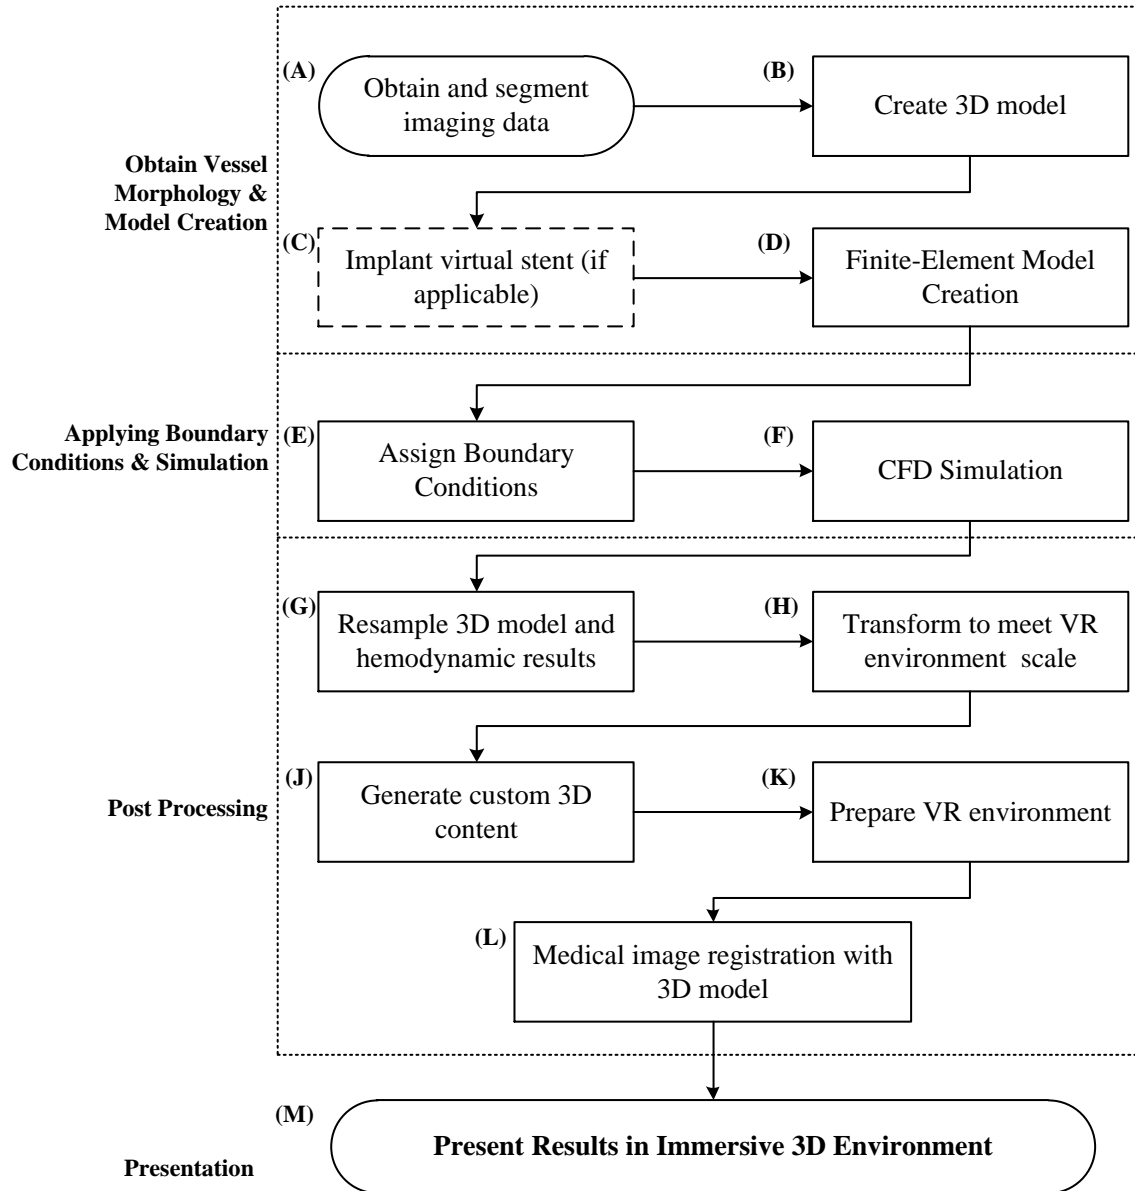 (A)
Obtain and segment
imaging data
(B)
Create 3D model
Obtain Vessel
Morphology &
Model Creation
(C)
Implant virtual stent (if
applicable)
(D)
Finite-Element Model
Creation
Applying Boundary
Conditions & Simulation
(E)
Assign Boundary
Conditions
(F)
CFD Simulation
(G)
Resample 3D model and
hemodynamic results
(H)
Transform to meet VR
environment scale
Post Processing
(J)
Generate custom 3D
content
(K)
Prepare VR environment
(L)
Medical image registration with
3D model
(M)
Present Results in Immersive 3D Environment
Presentation